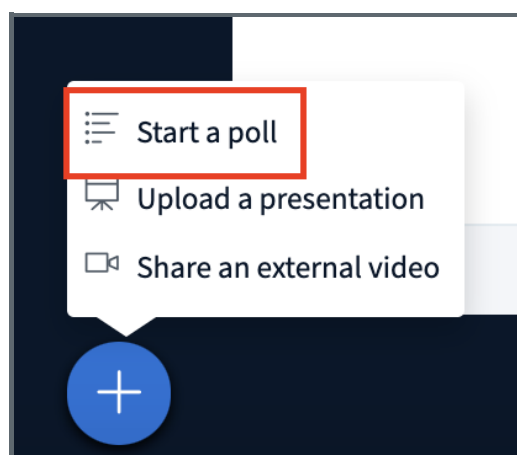 Start a poll
Upload a presentation
Share an external video